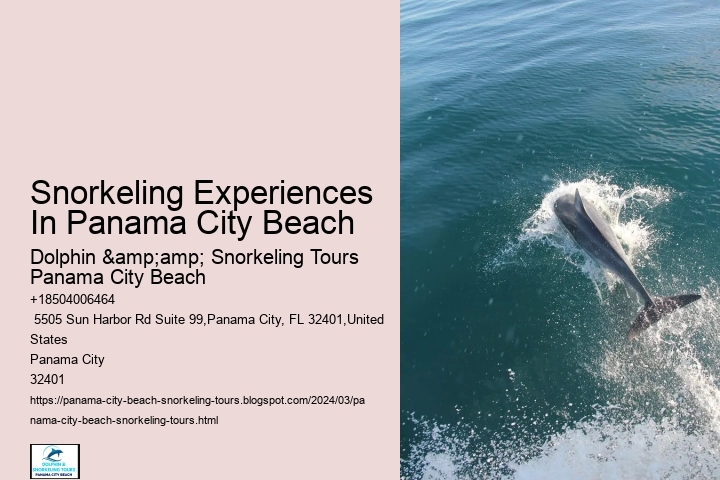 Snorkeling Experiences
In Panama City Beach
Dolphin &amp;amp; Snorkeling Tours
Panama City Beach
+18504006464
5505 Sun Harbor Rd Suite 99,Panama City, FL 32401,United
States
Panama City
32401
https://panama-city-beach-snorkeling-tours.blogspot.com/2024/03/pa
nama-city-beach-snorkeling-tours.html
DOLPHIN &
SNORKELING TOURS
PANAMA CITY BEACH